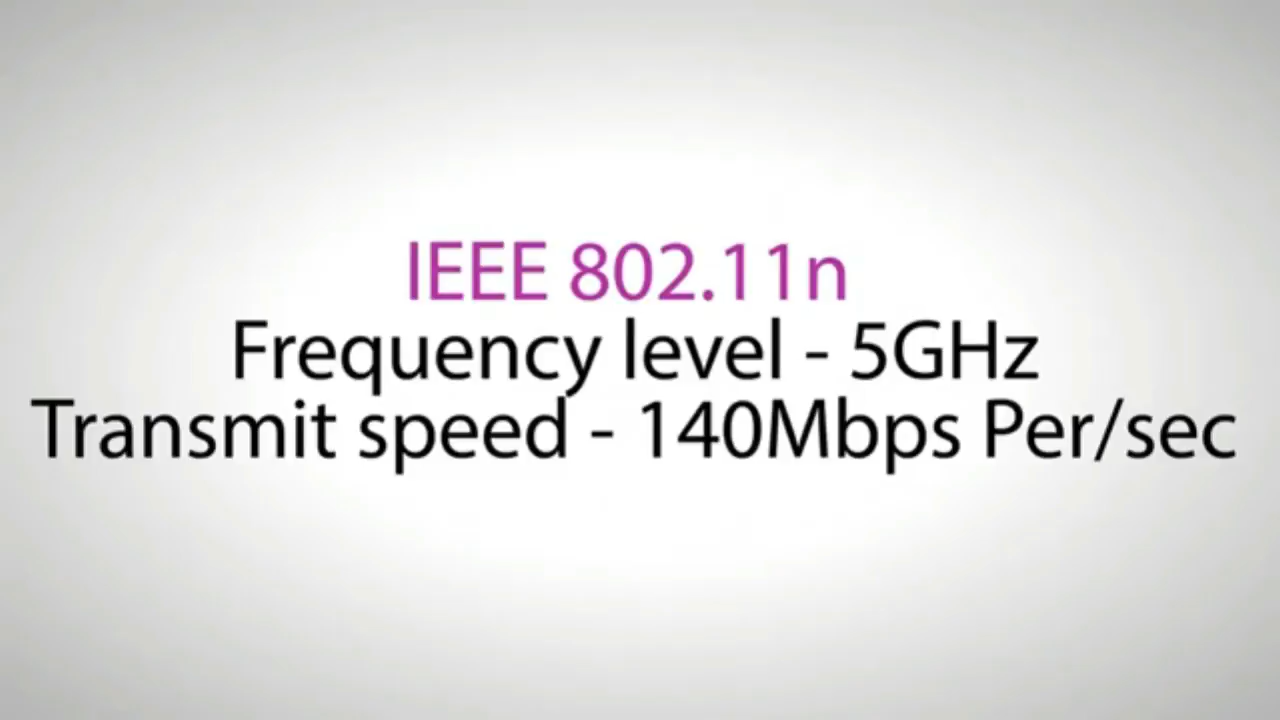 IEEE 802.11n
Frequency level - 5GHz
Transmit speed - 140Mbps Per/sec